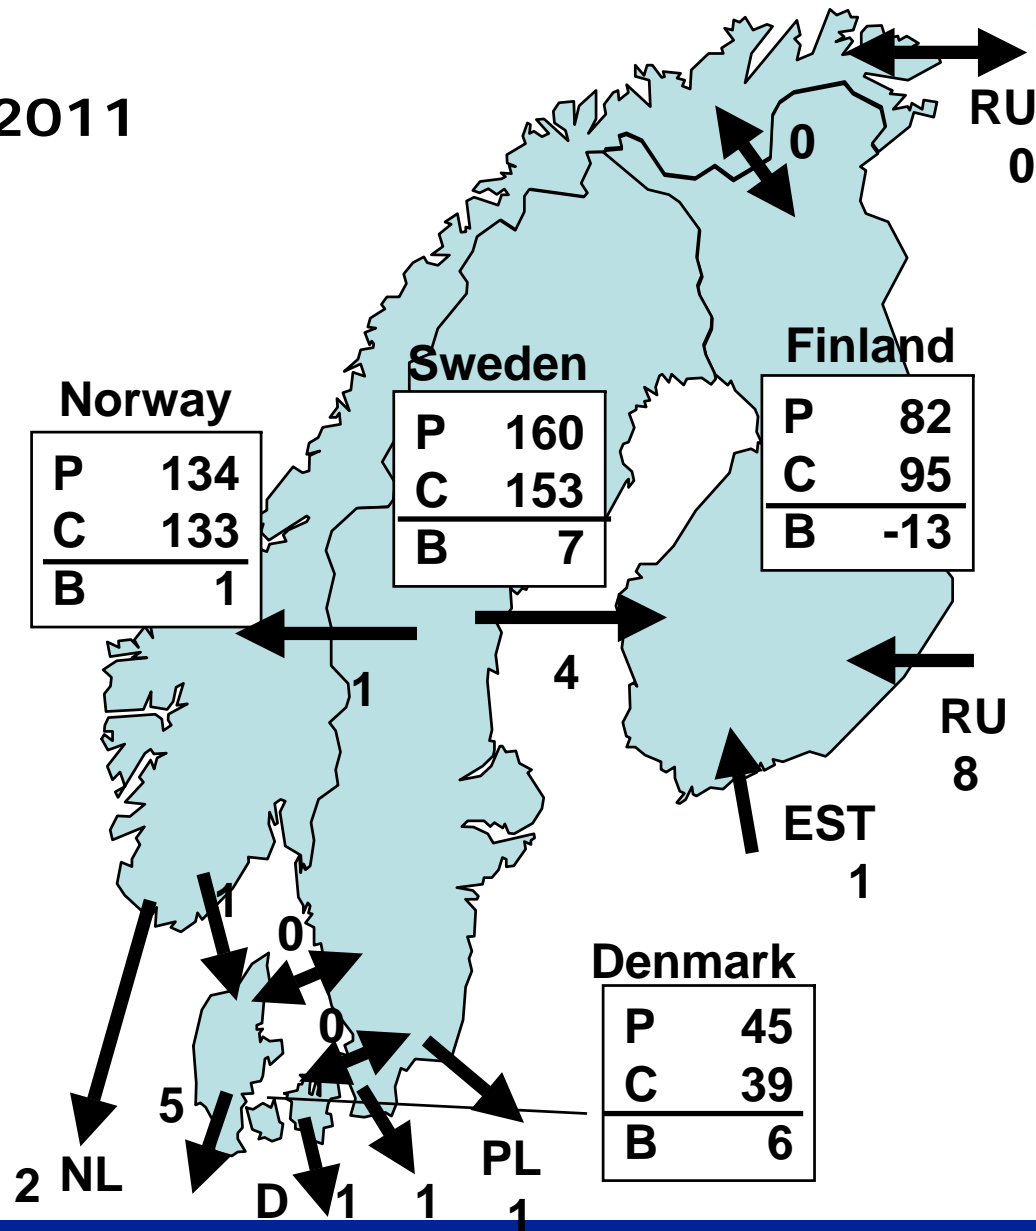 2011
RU
0
0
Finland
P 82
C 95
B -13
Sweden
P 160
C 153
B 7
Norway
P 134
C 133
B 1
1
4
RU
8
EST
1
1
0
0
Denmark
P 45
C 39
B 6
5
2 NL
D 1
1
PL
1